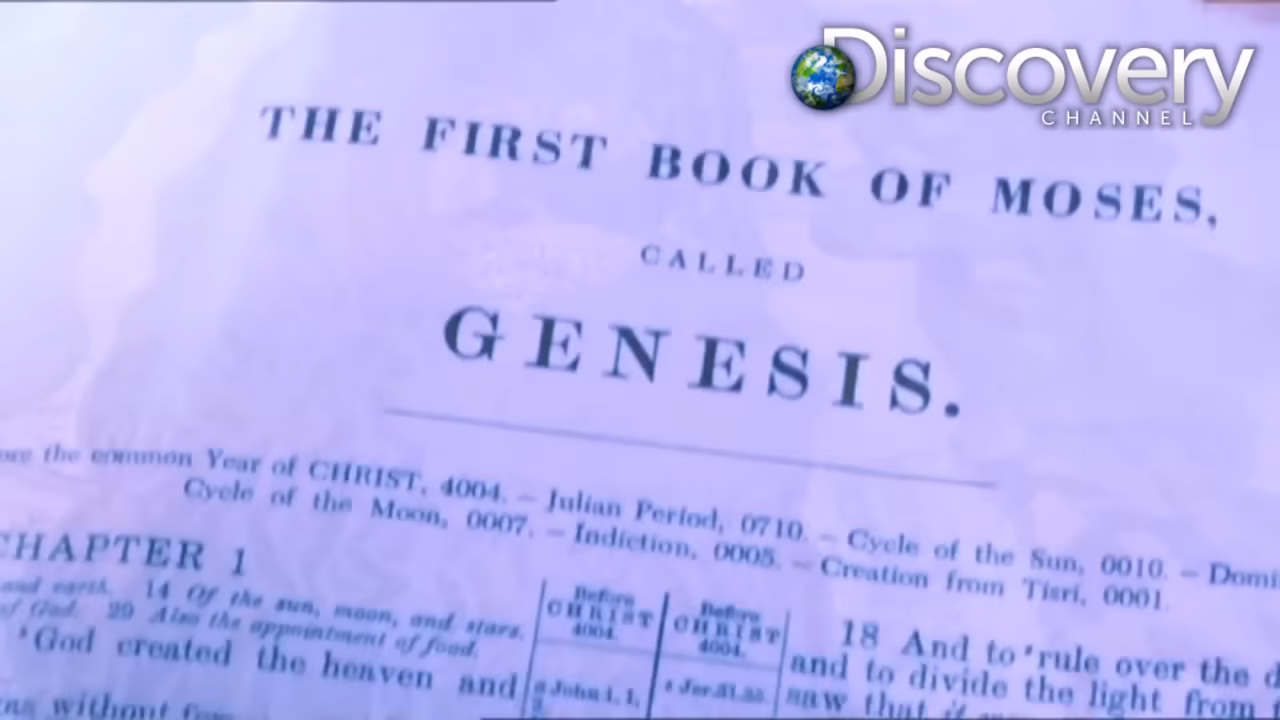 Discovery
CHANNEL
THE FIRST BOOK OF MOSES,
CALLED
GENESIS.
the common Year of CHRIST, 4004. – Julian Period, 0710. – Cycle of the Sun, 0010. – Domi
Cycle of the Moon, 0007. – Indiction, 0005. – Creation from Tisri, 0001.
CHAPTER 1
and earth. 14 Of the sun, moon, and stars.
of God. 29 Also the appointment of food.
God created the heaven and
without
Before
CHRIST
4004.
John 1. 1,
Before
CHRIST
4004.
18 And to rule over the d
and to divide the light from
saw that it